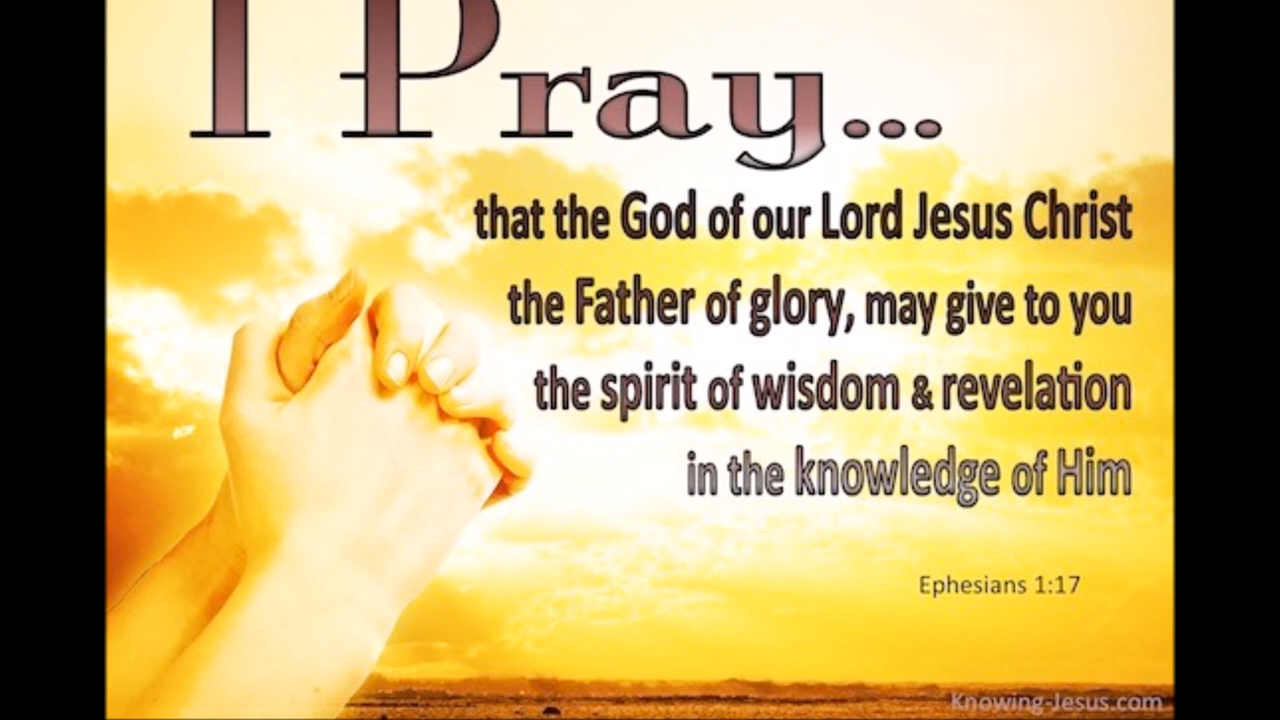 I Pray...
that the God of our Lord Jesus Christ
the Father of glory, may give to you
the spirit of wisdom & revelation
in the knowledge of Him
Ephesians 1:17
Knowing-Jesus.com